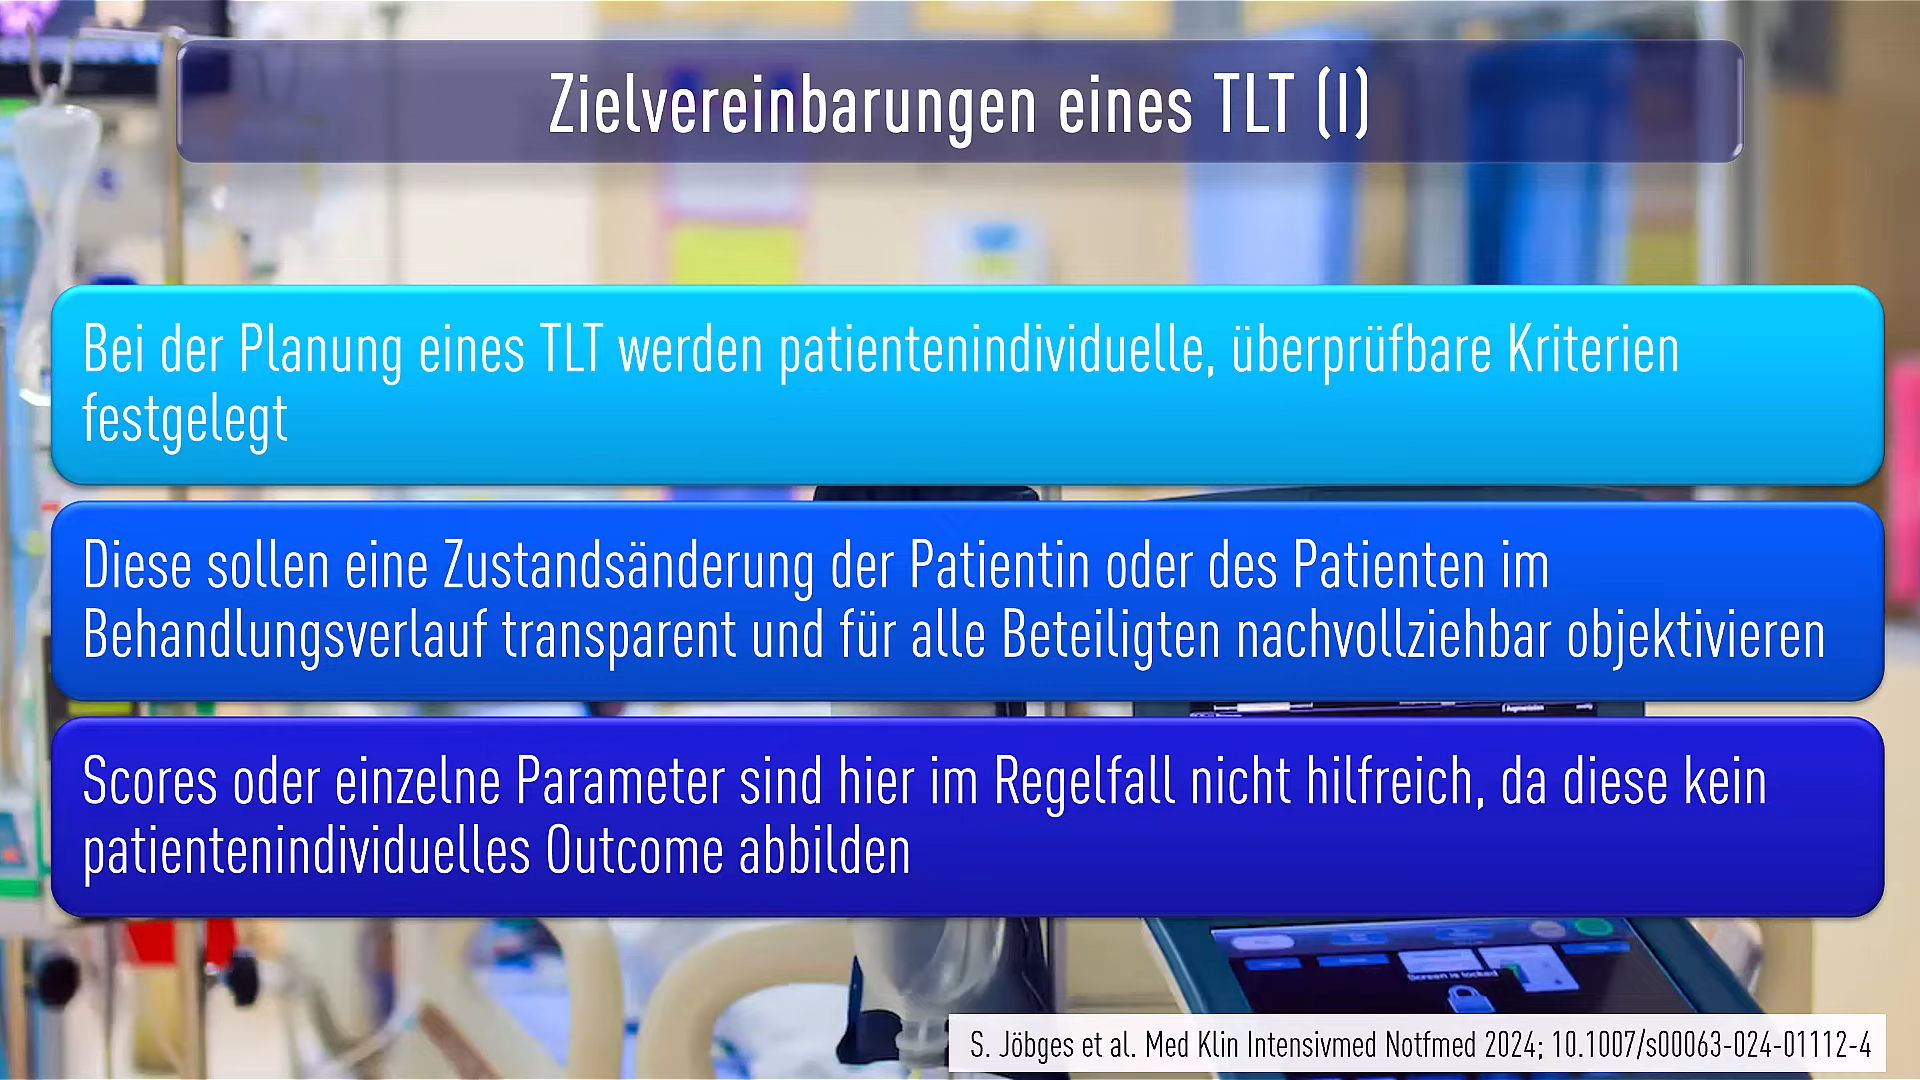 Zielvereinbarungen eines TLT (I)
Bei der Planung eines TLT werden patientenindividuelle, überprüfbare Kriterien
festgelegt
Diese sollen eine Zustandsänderung der Patientin oder des Patienten im
Behandlungsverlauf transparent und für alle Beteiligten nachvollziehbar objektivieren
Scores oder einzelne Parameter sind hier im Regelfall nicht hilfreich, da diese kein
patientenindividuelles Outcome abbilden
Screen is locked
S. Jöbges et al. Med Klin Intensivmed Notfmed 2024; 10.1007/s00063-024-01112-4